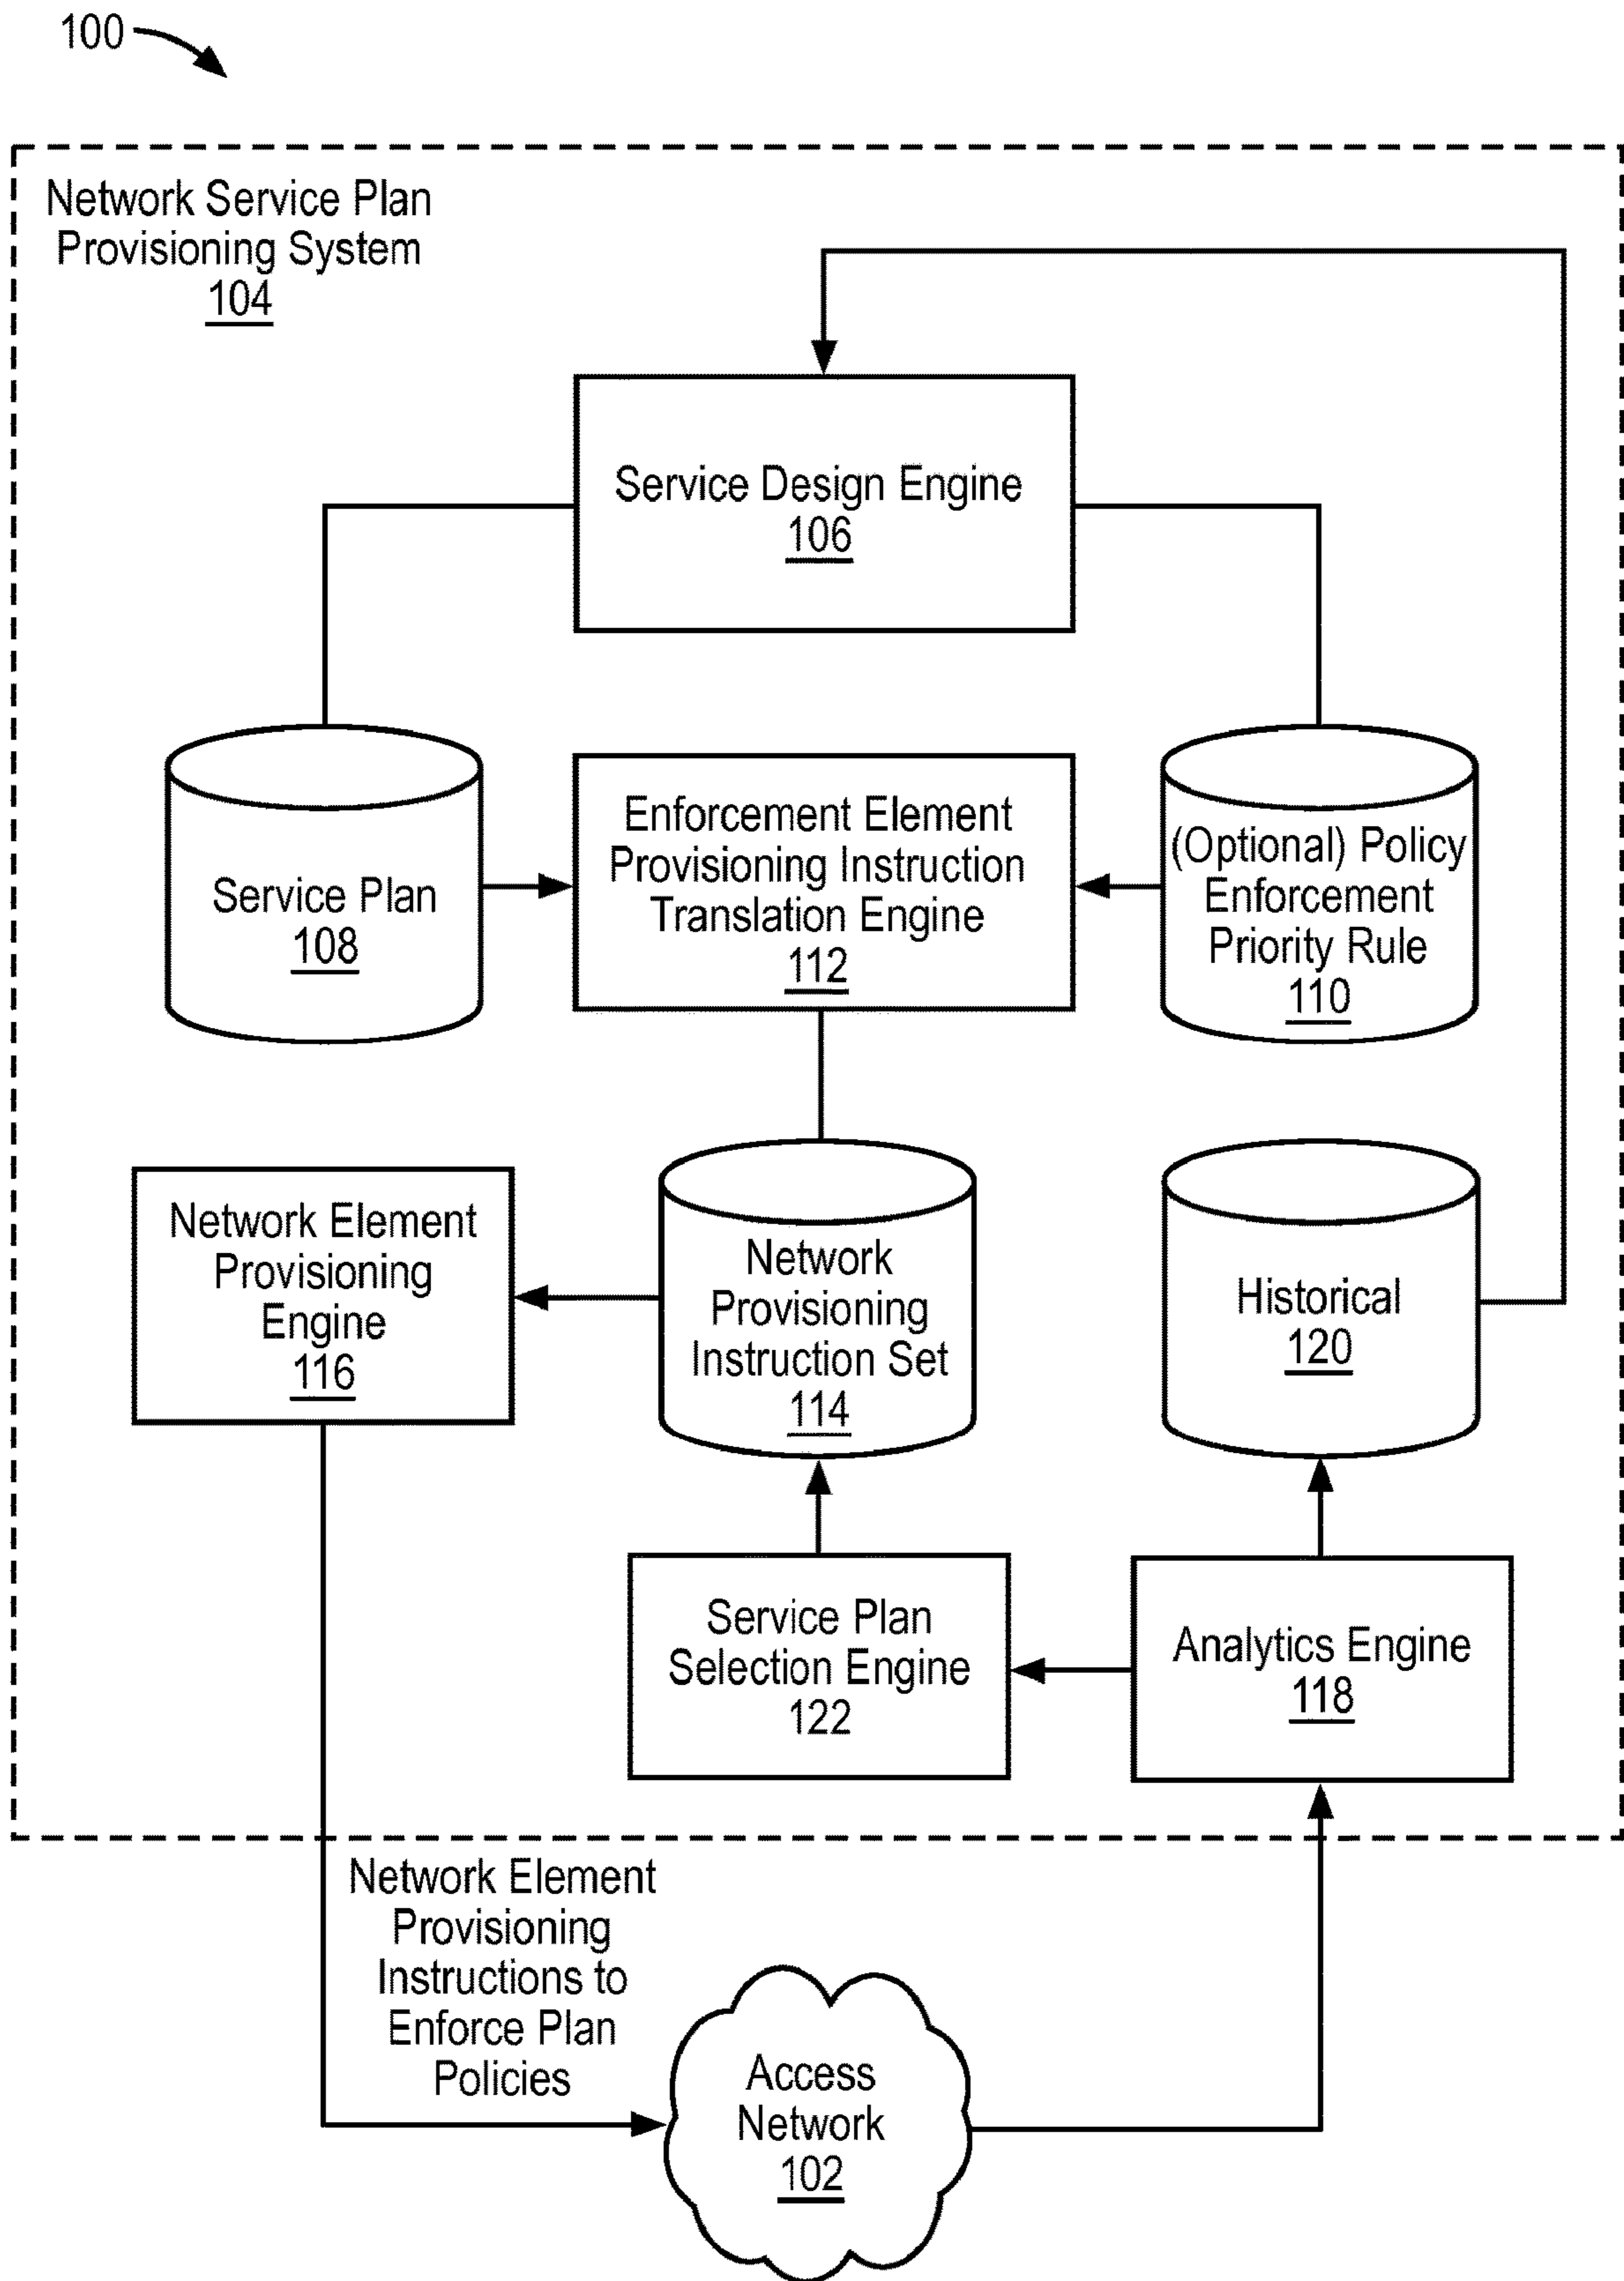 100
Network Service Plan
Provisioning System
104
Service Design Engine
106
Service Plan
108
Enforcement Element
Provisioning Instruction
Translation Engine
112
(Optional) Policy
Enforcement
Priority Rule
110
Network Element
Provisioning
Engine
116
Network
Provisioning
Instruction Set
114
Historical
120
Service Plan
Selection Engine
122
Analytics Engine
118
Network Element
Provisioning
Instructions to
Enforce Plan
Policies
Access
Network
102